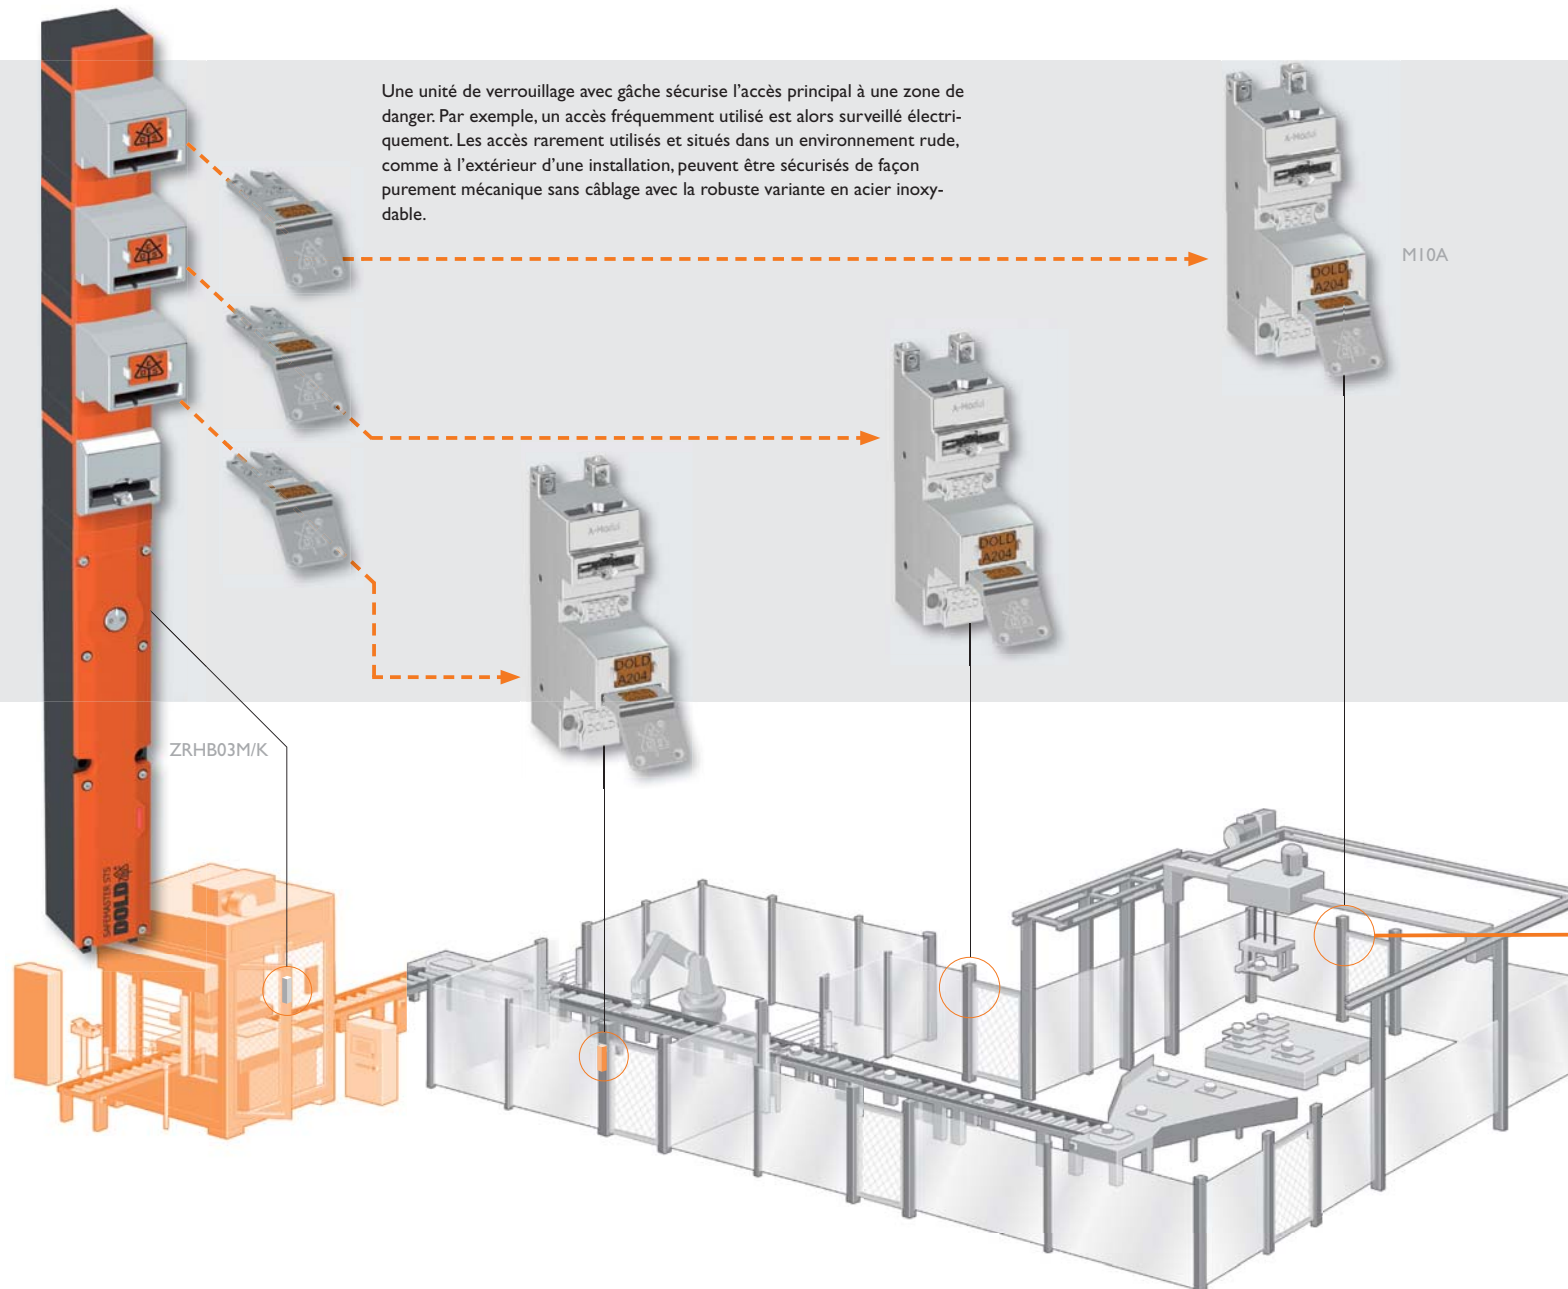 Une unité de verrouillage avec gâche sécurise l'accès principal à une zone de
danger. Par exemple, un accès fréquemment utilisé est alors surveillé électri-
quement. Les accès rarement utilisés et situés dans un environnement rude,
comme à l'extérieur d'une installation, peuvent être sécurisés de façon
purement mécanique sans câblage avec la robuste variante en acier inoxy-
dable.
A-Modul
M10A
DOLD
A204
A-Modul
DOLD
A204
A-Modul
DOLD
A204
ZRHB03M/K
SAFEMASTER STS
DOLD